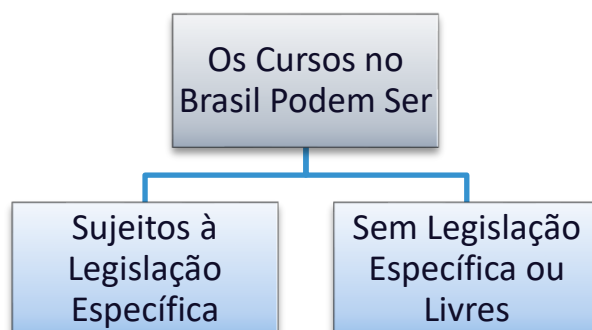 Os Cursos no
Brasil Podem Ser
Sujeitos à
Legislação
Específica
Sem Legislação
Específica ou
Livres